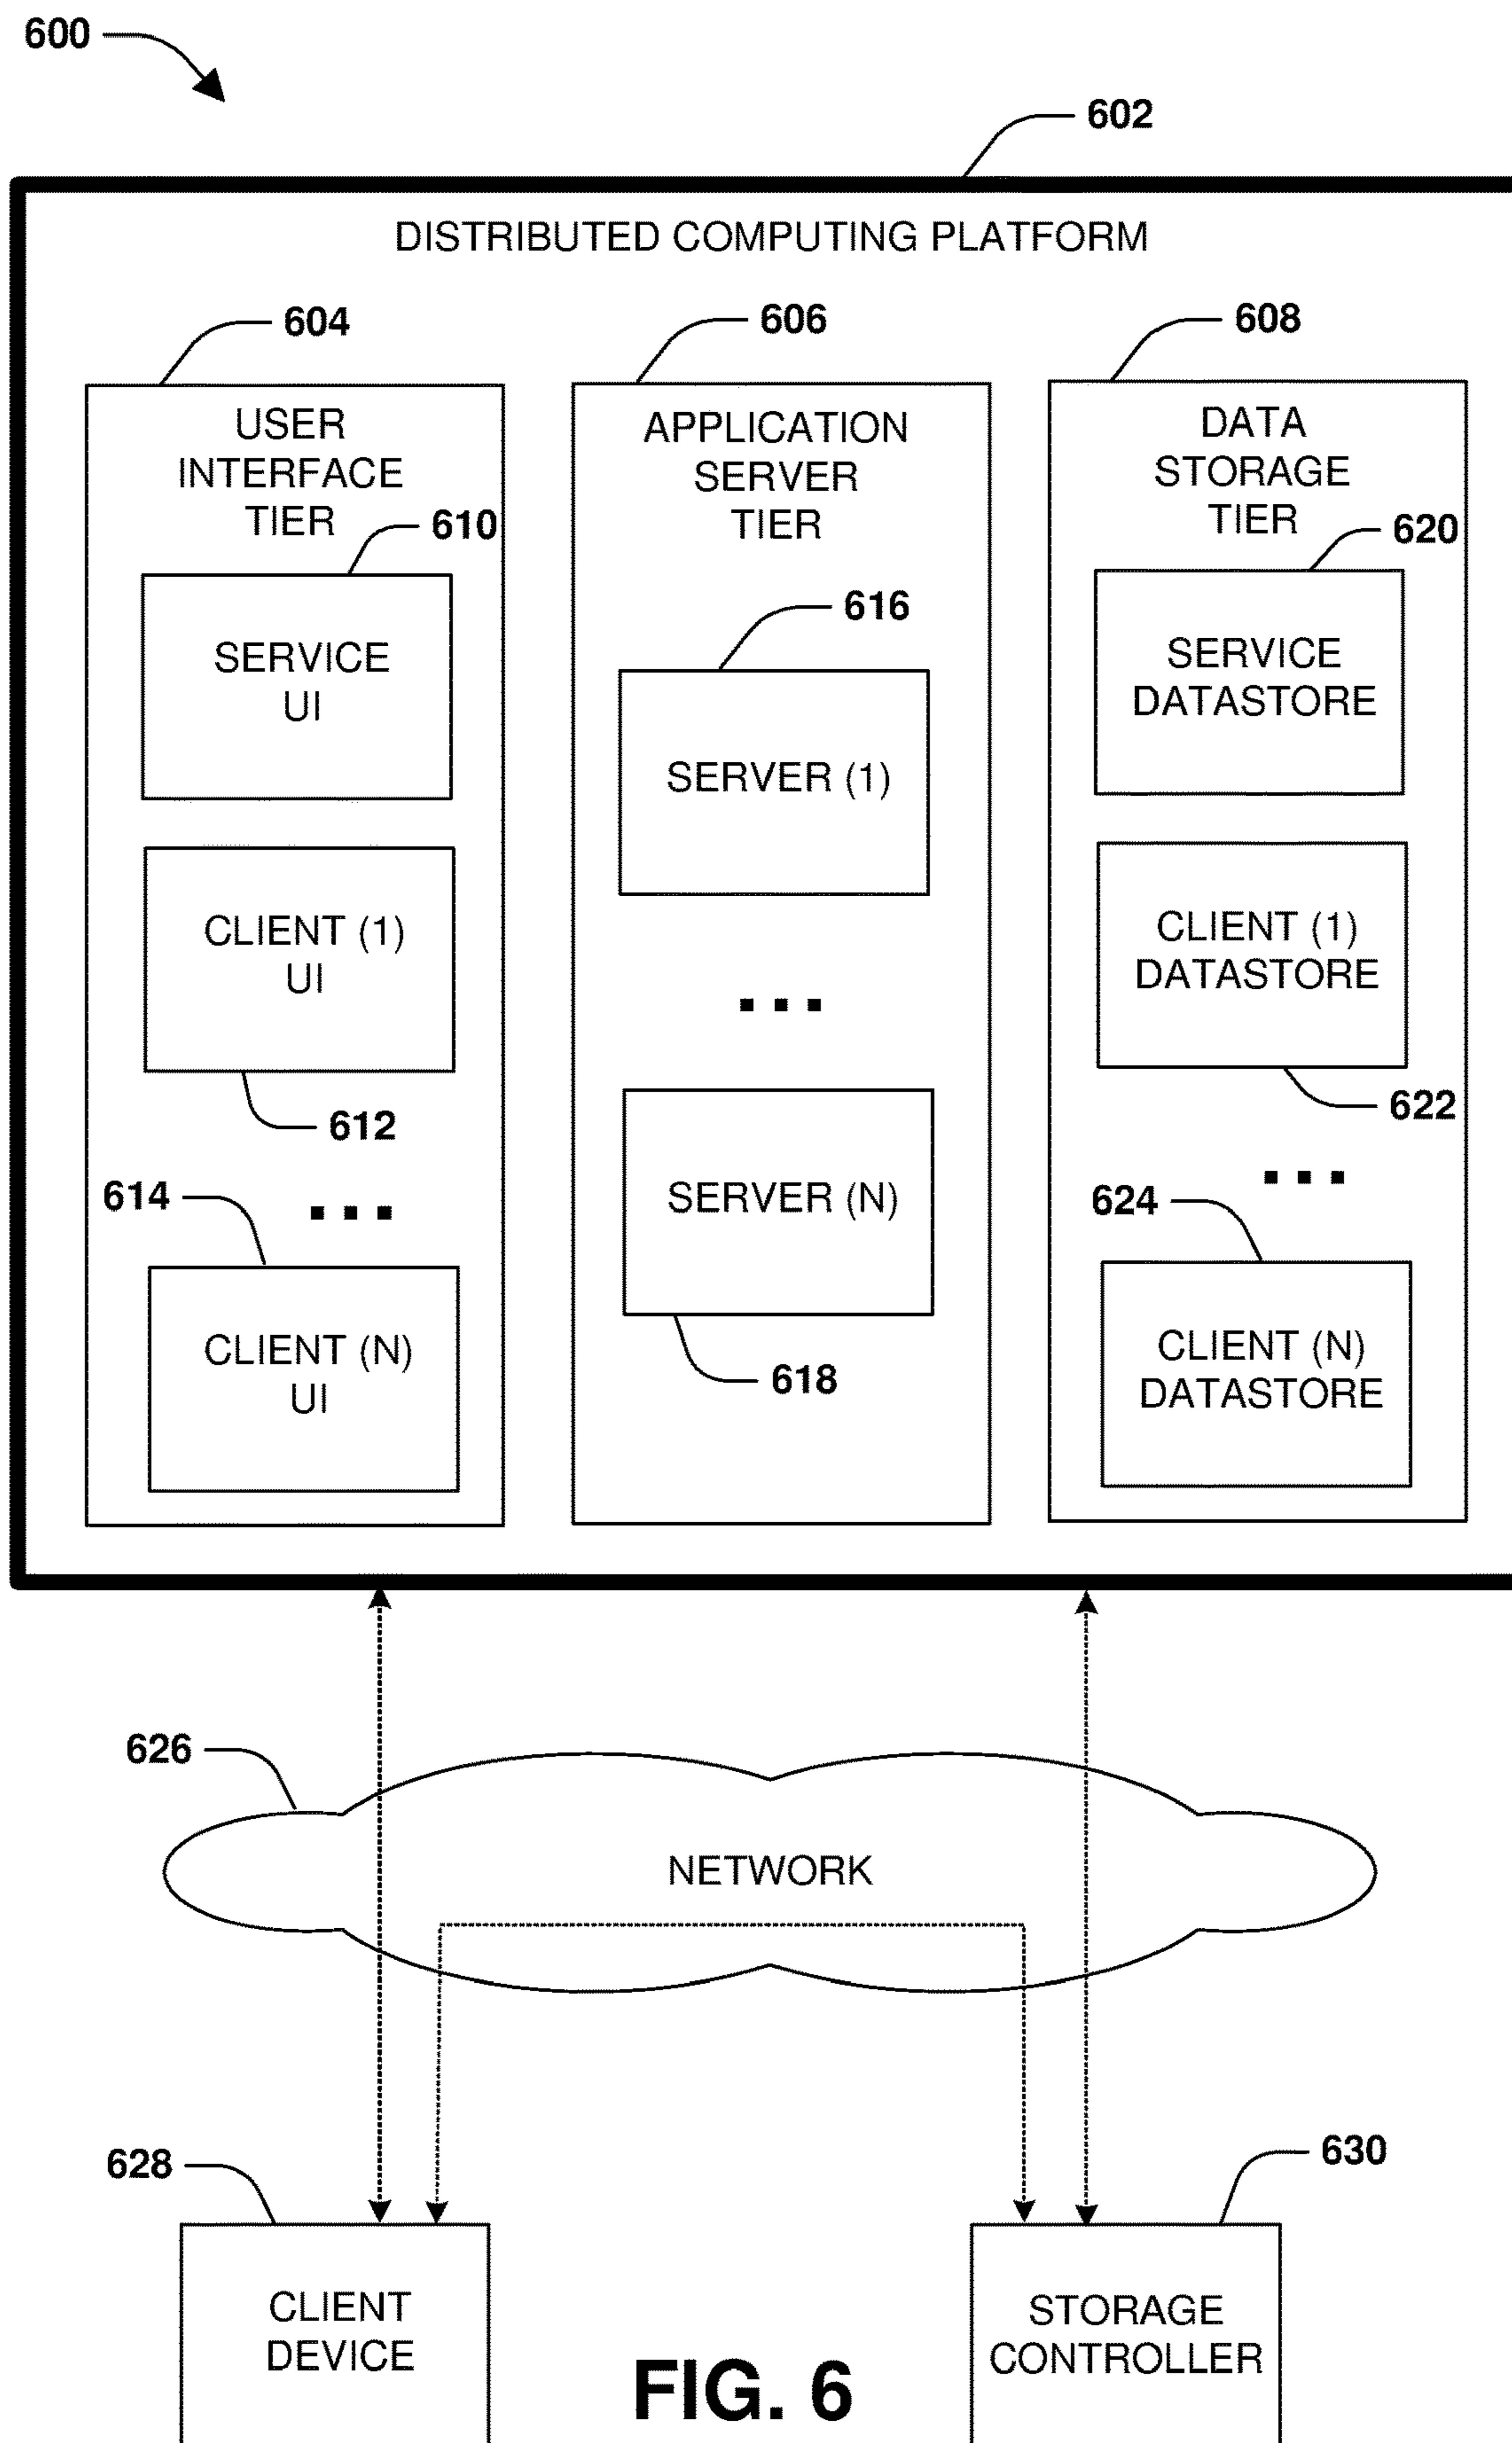 600
602
DISTRIBUTED COMPUTING PLATFORM
604
USER
INTERFACE
TIER
610
SERVICE
UI
CLIENT (1)
UI
612
614
CLIENT (N)
UI
606
APPLICATION
SERVER
TIER
616
SERVER (1)
SERVER (N)
618
608
DATA
STORAGE
TIER
620
SERVICE
DATASTORE
CLIENT (1)
DATASTORE
622
624
CLIENT (N)
DATASTORE
626
NETWORK
628
CLIENT
DEVICE
630
STORAGE
CONTROLLER
FIG. 6